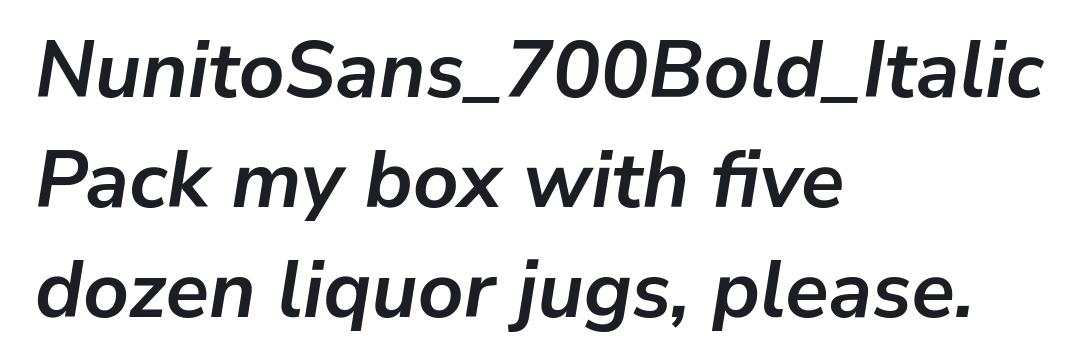 NunitoSans_700Bold_Italic
Pack my box with five
dozen liquor jugs, please.